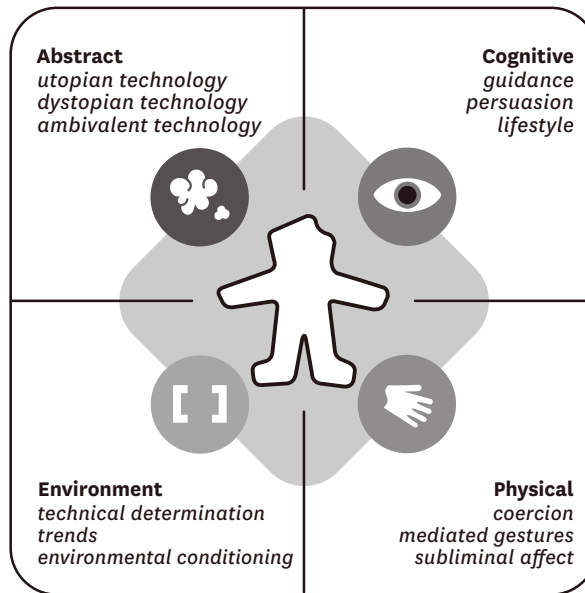 Abstract
utopian technology
dystopian technology
ambivalent technology
Cognitive
guidance
persuasion
lifestyle
Environment
technical determination
trends
environmental conditioning
Physical
coercion
mediated gestures
subliminal affect